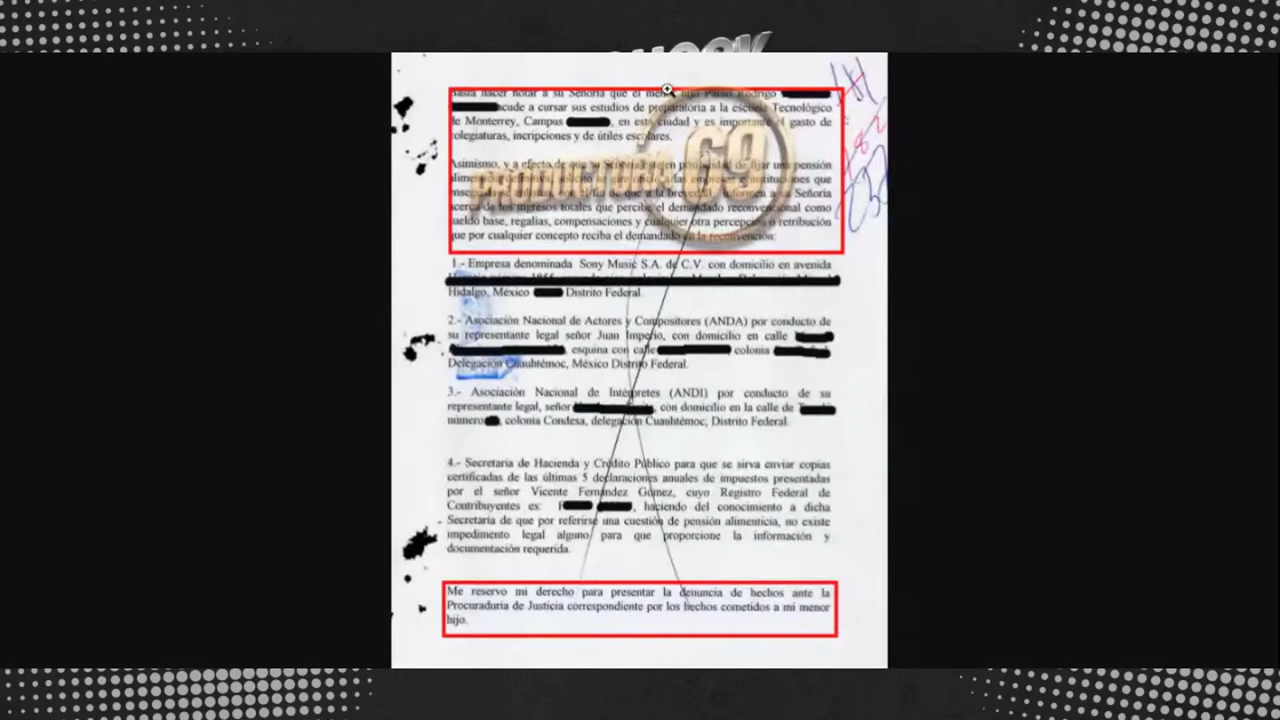 hacer notar a su Señoría que el Rodrigo
acude a cursar sus estudios de preparatoria a la escuela Tecnológico
de Monterrey, Campus , en esta ciudad y es importante el gasto de
colegiaturas, incripciones y de útiles escolares.
Asimismo, y a efecto de que su Señoría esté en posibilidad de fijar una pensión
instituciones que
a la brevedad, informen a su Señoría
acerca de los ingresos totales que percibe el demandado reconvencional como
sueldo base, regalias, compensaciones y cualquier otra percepción o retribución
que por cualquier concepto reciba el demandado en la reconvención:
PRODUCTION 69
1.- Empresa denominada Sony Music S.A. de C.V. con domicilio en avenida
Hidalgo, México Distrito Federal.
2.- Asociación Nacional de Actores y Compositores (ANDA) por conducto de
su representante legal señor Juan Imperio, con domicilio en calle
esquina con calle colonia
Delegación Cuauhtémoc, México Distrito Federal.
3.- Asociación Nacional de Intérpretes (ANDI) por conducto de su
representante legal, señor , con domicilio en la calle de
número , colonia Condesa, delegación Cuauhtémoc, Distrito Federal.
4.- Secretaria de Hacienda y Crédito Público para que se sirva enviar copias
certificadas de las últimas 5 declaraciones anuales de impuestos presentadas
por el señor Vicente Fernández Gómez, cuyo Registro Federal de
Contribuyentes es: , haciendo del conocimiento a dicha
Secretaria de que por referirse una cuestión de pensión alimenticia, no existe
impedimento legal alguno para que proporcione la información y
documentación requerida.
Me reservo mi derecho para presentar la denuncia de hechos ante la
Procuraduría de Justicia correspondiente por los hechos cometidos a mi menor
hijo.